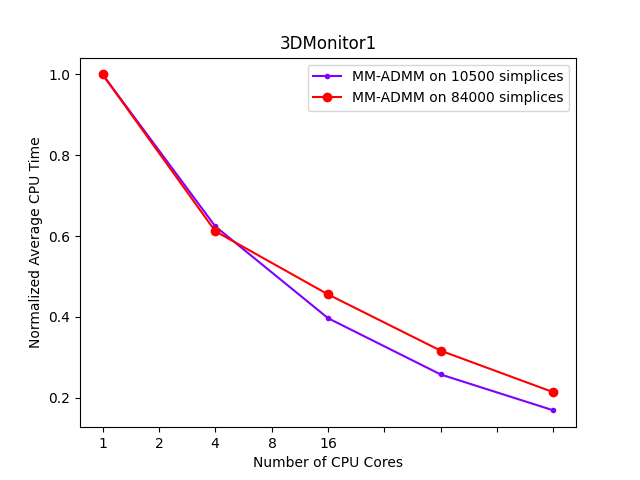 3DMonitor1
MM-ADMM on 10500 simplices
MM-ADMM on 84000 simplices
Normalized Average CPU Time
1.0
0.8
0.6
0.4
0.2
1 2 4 8 16
Number of CPU Cores